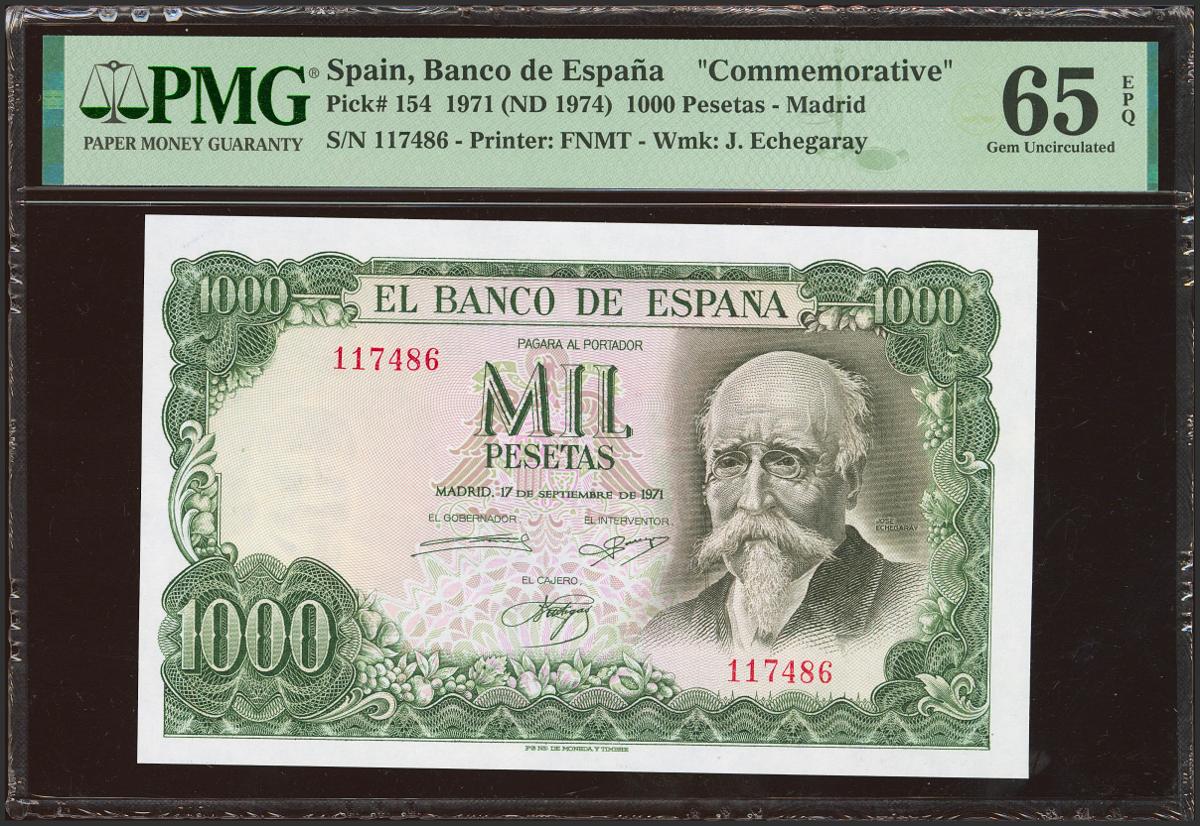 PMG®
PAPER MONEY GUARANTY
Spain, Banco de España "Commemorative"
Pick# 154 1971 (ND 1974) 1000 Pesetas - Madrid
S/N 117486 - Printer: FNMT - Wmk: J. Echegaray
65
EPQ
Gem Uncirculated
1000
EL BANCO DE ESPAÑA
1000
PAGARA AL PORTADOR
117486
MIL
PESETAS
MADRID, 17 DE SEPTIEMBRE DE 1971
EL GOBERNADOR,
EL INTERVENTOR,
JOSE
ECHEGARAY
EL CAJERO,
1000
117486
DE MONEDA Y TIMBRE